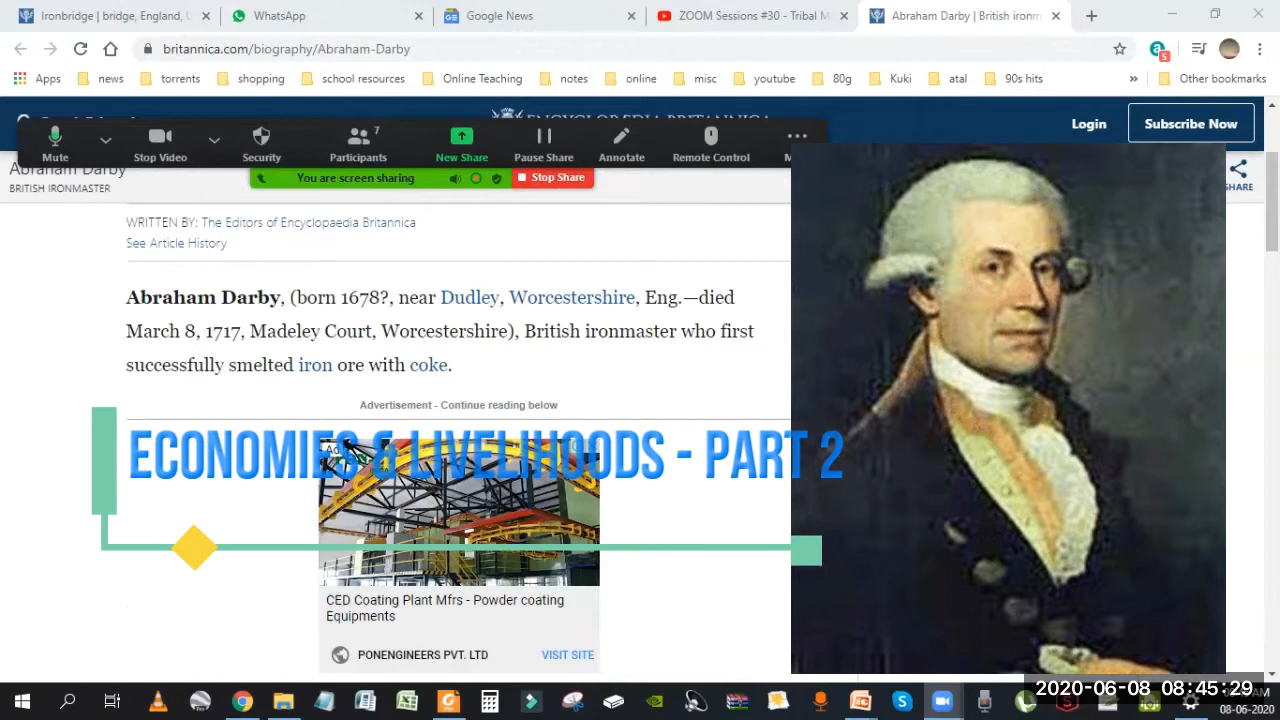 Ironbridge | bridge, England,
WhatsApp
Google News
ZOOM Sessions #30 - Tribal M
Abraham Darby | British ironm
britannica.com/biography/Abraham-Darby
Apps
news
torrents
shopping
school resources
Online Teaching
notes
online
misc
youtube
80g
Kuki
atal
90s hits
»
Other bookmarks
ENCYCLOPÆDIA BRITANNICA
Login
Subscribe Now
Mute
Stop Video
Security
7
Participants
New Share
Pause Share
Annotate
Remote Control
You are screen sharing
Stop Share
Abraham Darby
BRITISH IRONMASTER
SHARE
WRITTEN BY: The Editors of Encyclopaedia Britannica
See Article History
Abraham Darby, (born 1678?, near Dudley, Worcestershire, Eng.—died
March 8, 1717, Madeley Court, Worcestershire), British ironmaster who first
successfully smelted iron ore with coke.
Advertisement - Continue reading below
ECONOMIES & LIVELIHOODS - PART 2
CED Coating Plant Mfrs - Powder coating
Equipments
PONENGINEERS PVT. LTD
VISIT SITE
2020-06-08 08:45:29
08-06-2020